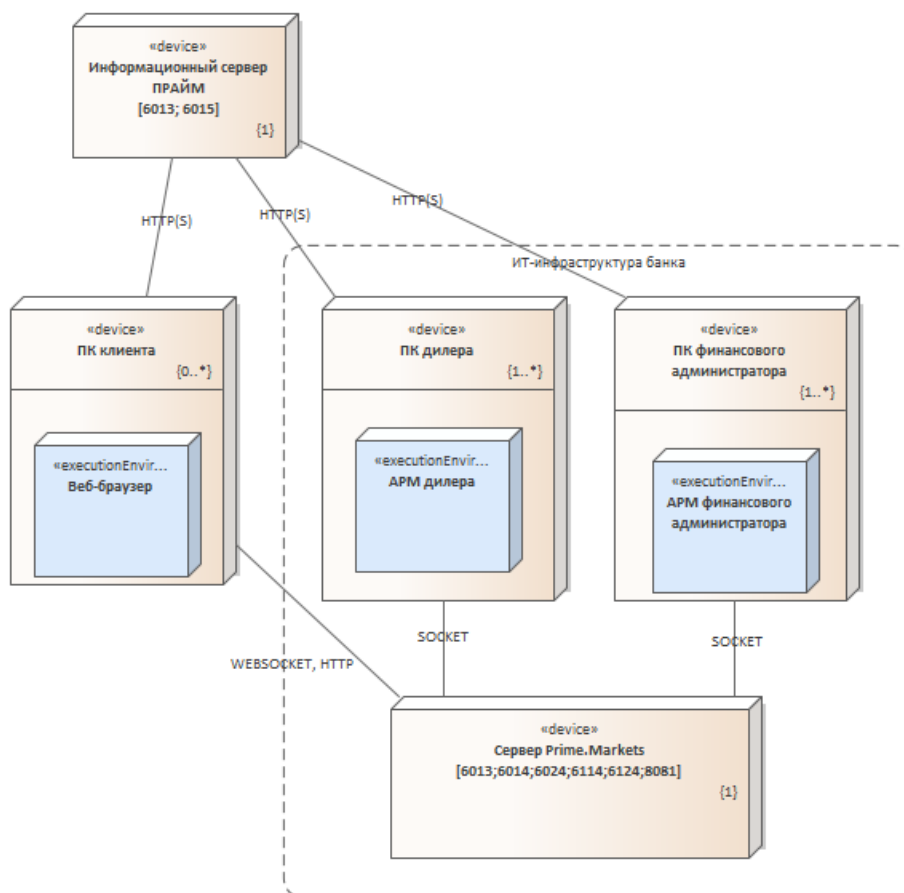 «device»
Информационный сервер
ПРАЙМ
[6013; 6015]
{1}
HTTP(S)
HTTP(S)
HTTP(S)
ИТ-инфраструктура банка
«device»
ПК клиента
{0..*}
«executionEnvir...
Веб-браузер
«device»
ПК дилера
{1..*}
«executionEnvir...
АРМ дилера
«device»
ПК финансового
администратора
{1..*}
«executionEnvir...
АРМ финансового
администратора
WEBSOCKET, HTTP
SOCKET
SOCKET
«device»
Сервер Prime.Markets
[6013;6014;6024;6114;6124;8081]
{1}